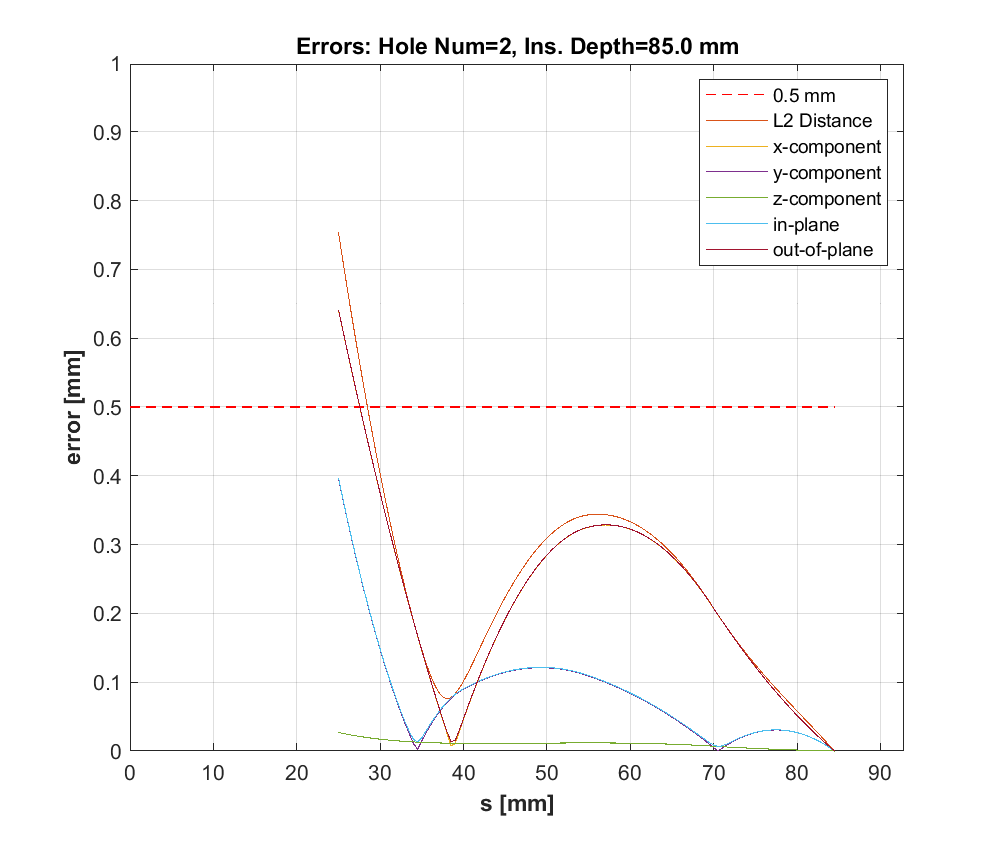 Errors: Hole Num=2, Ins. Depth=85.0 mm
1
0.9
0.8
0.7
0.6
0.5
0.4
0.3
0.2
0.1
0
error [mm]
0.5 mm
L2 Distance
x-component
y-component
z-component
in-plane
out-of-plane
0 10 20 30 40 50 60 70 80 90
s [mm]